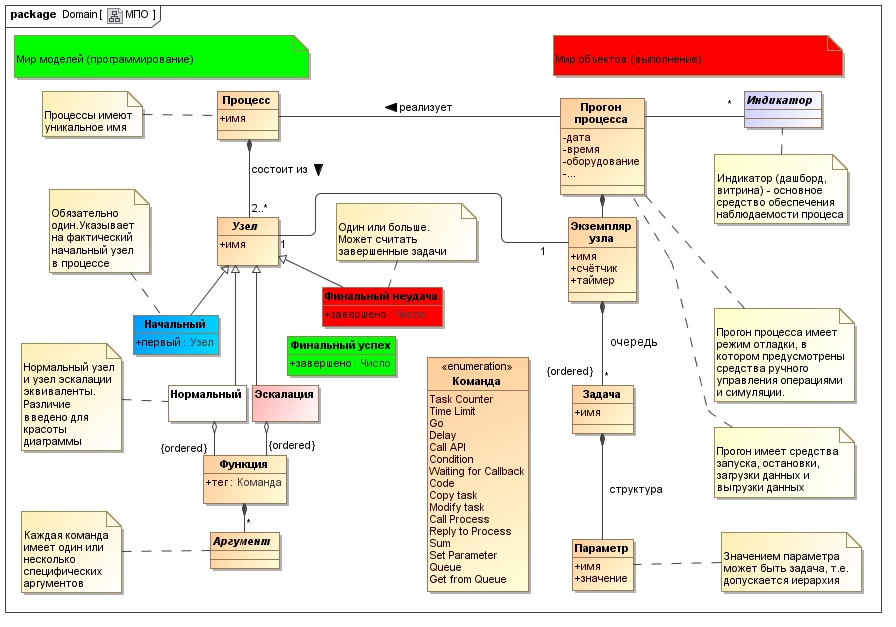 package Domain [ МПО ]
Мир моделей (программирование)
Мир объектов (выполнение)
Процессы имеют
уникальное имя
Процесс
+имя
реализует
Прогон
процесса
-дата
-время
-оборудование
-...
*
Индикатор
Индикатор (дашборд,
витрина) - основное
средство обеспечения
наблюдаемости процеса
состоит из
2..*
Обязательно
один.Указывает
на фактический
начальный узел
в процессе
Узел
+имя
1
Один или больше.
Может считать
завершенные задачи
1
Экземпляр
узла
+имя
+счётчик
+таймер
Начальный
+первый : Узел
Финальный неудача
+завершено : Число
Финальный успех
+завершено : Число
Прогон процесса имеет
режим отладки, в
котором предусмотрены
средства ручного
управления операциями
и симуляции.
очередь
{ordered}
*
Нормальный узел
и узел эскалации
эквиваленты.
Различие
введено для
красоты
диаграммы
Нормальный
Эскалация
{ordered}
{ordered}
«enumeration»
Команда
Task Counter
Time Limit
Go
Delay
Call API
Condition
Waiting for Callback
Code
Copy task
Modify task
Call Process
Reply to Process
Sum
Set Parameter
Queue
Get from Queue
Задача
+имя
Прогон имеет средства
запуска, остановки,
загрузки данных и
выгрузки данных
Функция
+тег : Команда
*
структура
Каждая команда
имеет один или
несколько
специфических
аргументов
Аргумент
Параметр
+имя
+значение
Значением параметра
может быть задача, т.е.
допускается иерархия